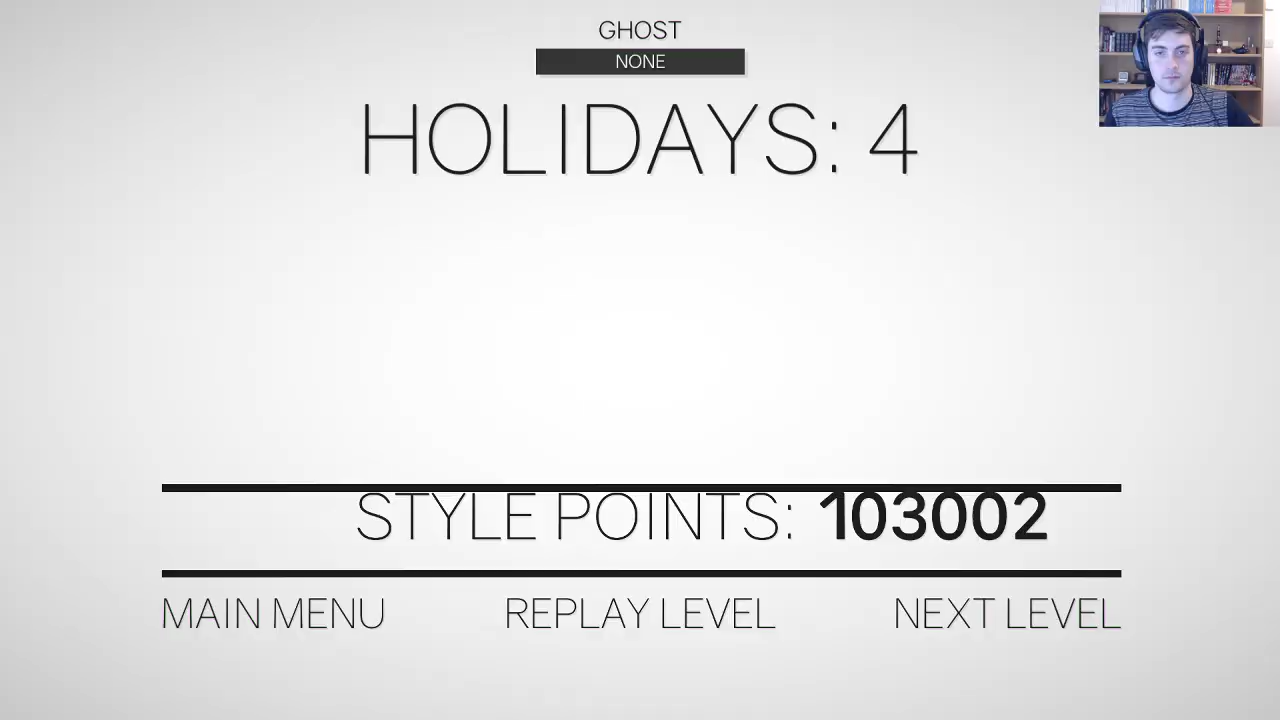 GHOST
NONE
HOLIDAYS: 4
STYLE POINTS: 103002
MAIN MENU
REPLAY LEVEL
NEXT LEVEL